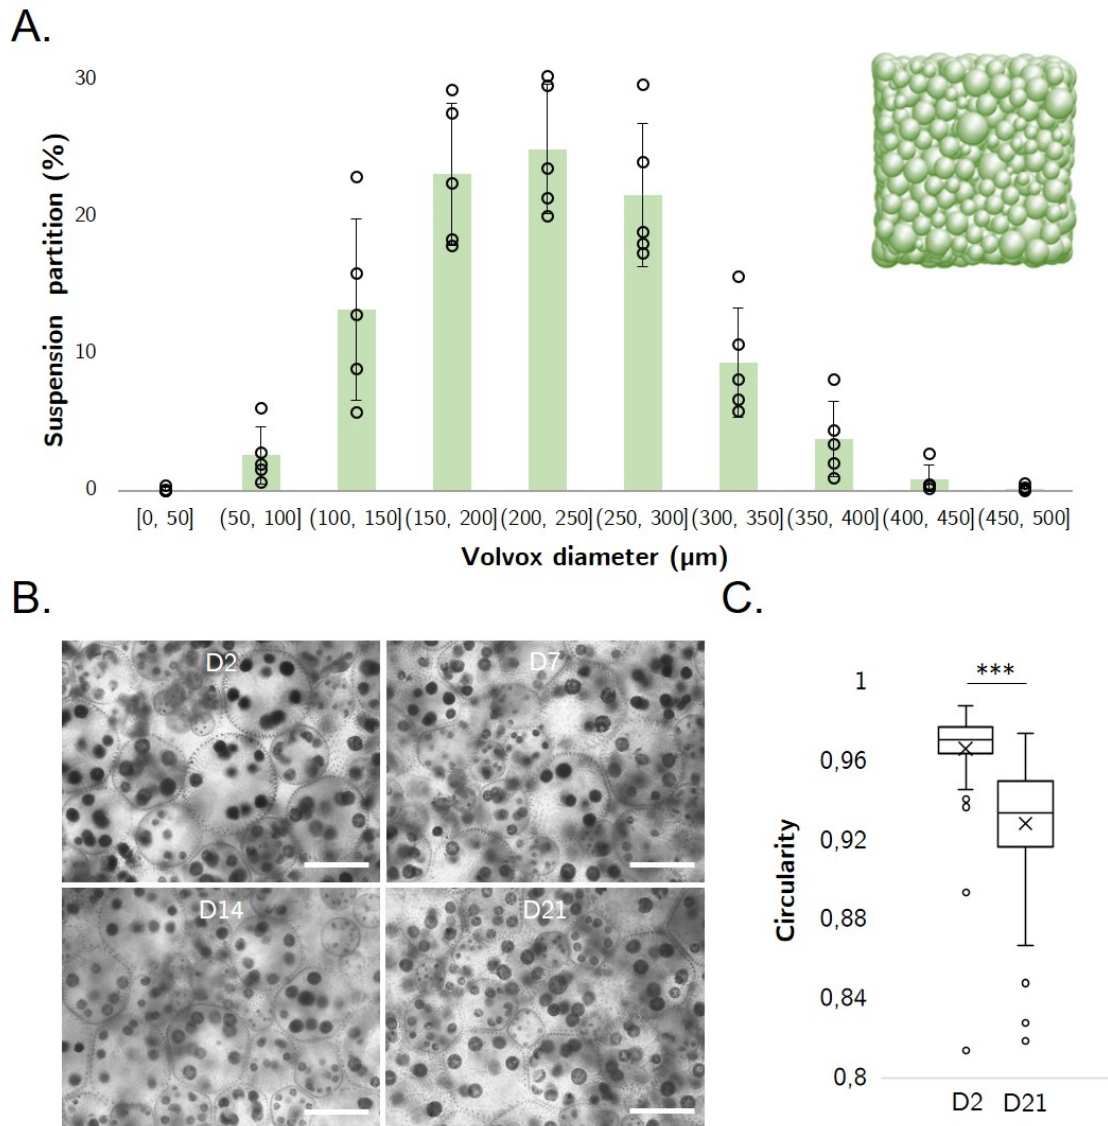 A.
30
20
10
0
Suspension partition (%)
[0, 50] (50, 100] (100, 150] (150, 200] (200, 250] (250, 300] (300, 350] (350, 400] (400, 450] (450, 500]
Volvox diameter (µm)
B.
D2
D7
D14
D21
C.
***
1
0,96
0,92
0,88
0,84
0,8
Circularity
D2 D21